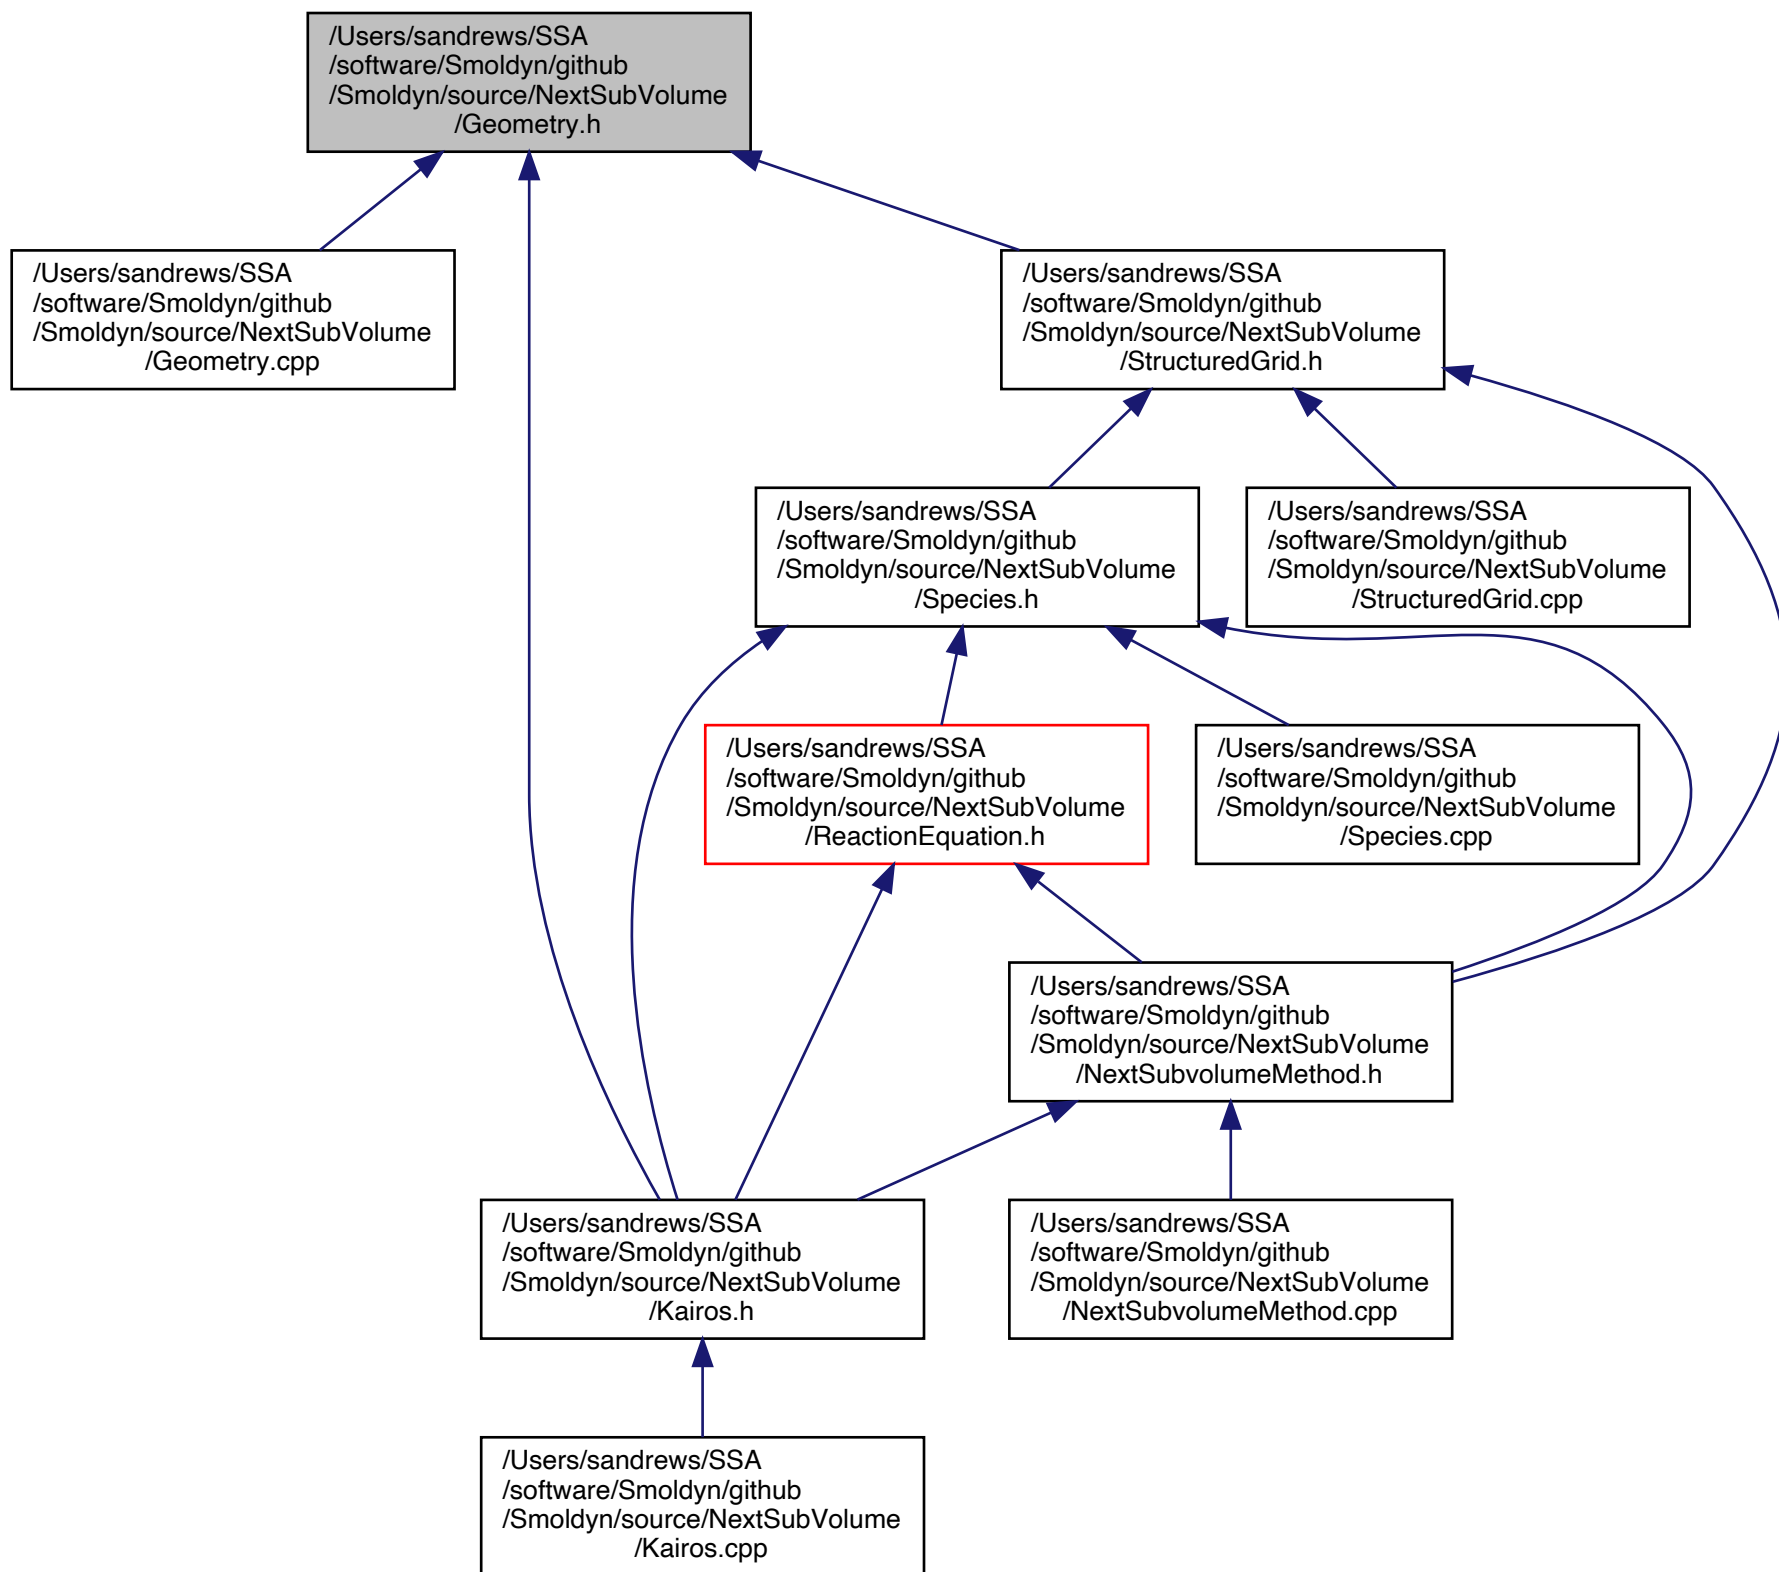 /Users/sandrews/SSA
/software/Smoldyn/github
/Smoldyn/source/NextSubVolume
/Geometry.h
/Users/sandrews/SSA
/software/Smoldyn/github
/Smoldyn/source/NextSubVolume
/Geometry.cpp
/Users/sandrews/SSA
/software/Smoldyn/github
/Smoldyn/source/NextSubVolume
/StructuredGrid.h
/Users/sandrews/SSA
/software/Smoldyn/github
/Smoldyn/source/NextSubVolume
/Species.h
/Users/sandrews/SSA
/software/Smoldyn/github
/Smoldyn/source/NextSubVolume
/StructuredGrid.cpp
/Users/sandrews/SSA
/software/Smoldyn/github
/Smoldyn/source/NextSubVolume
/ReactionEquation.h
/Users/sandrews/SSA
/software/Smoldyn/github
/Smoldyn/source/NextSubVolume
/Species.cpp
/Users/sandrews/SSA
/software/Smoldyn/github
/Smoldyn/source/NextSubVolume
/NextSubvolumeMethod.h
/Users/sandrews/SSA
/software/Smoldyn/github
/Smoldyn/source/NextSubVolume
/Kairos.h
/Users/sandrews/SSA
/software/Smoldyn/github
/Smoldyn/source/NextSubVolume
/NextSubvolumeMethod.cpp
/Users/sandrews/SSA
/software/Smoldyn/github
/Smoldyn/source/NextSubVolume
/Kairos.cpp